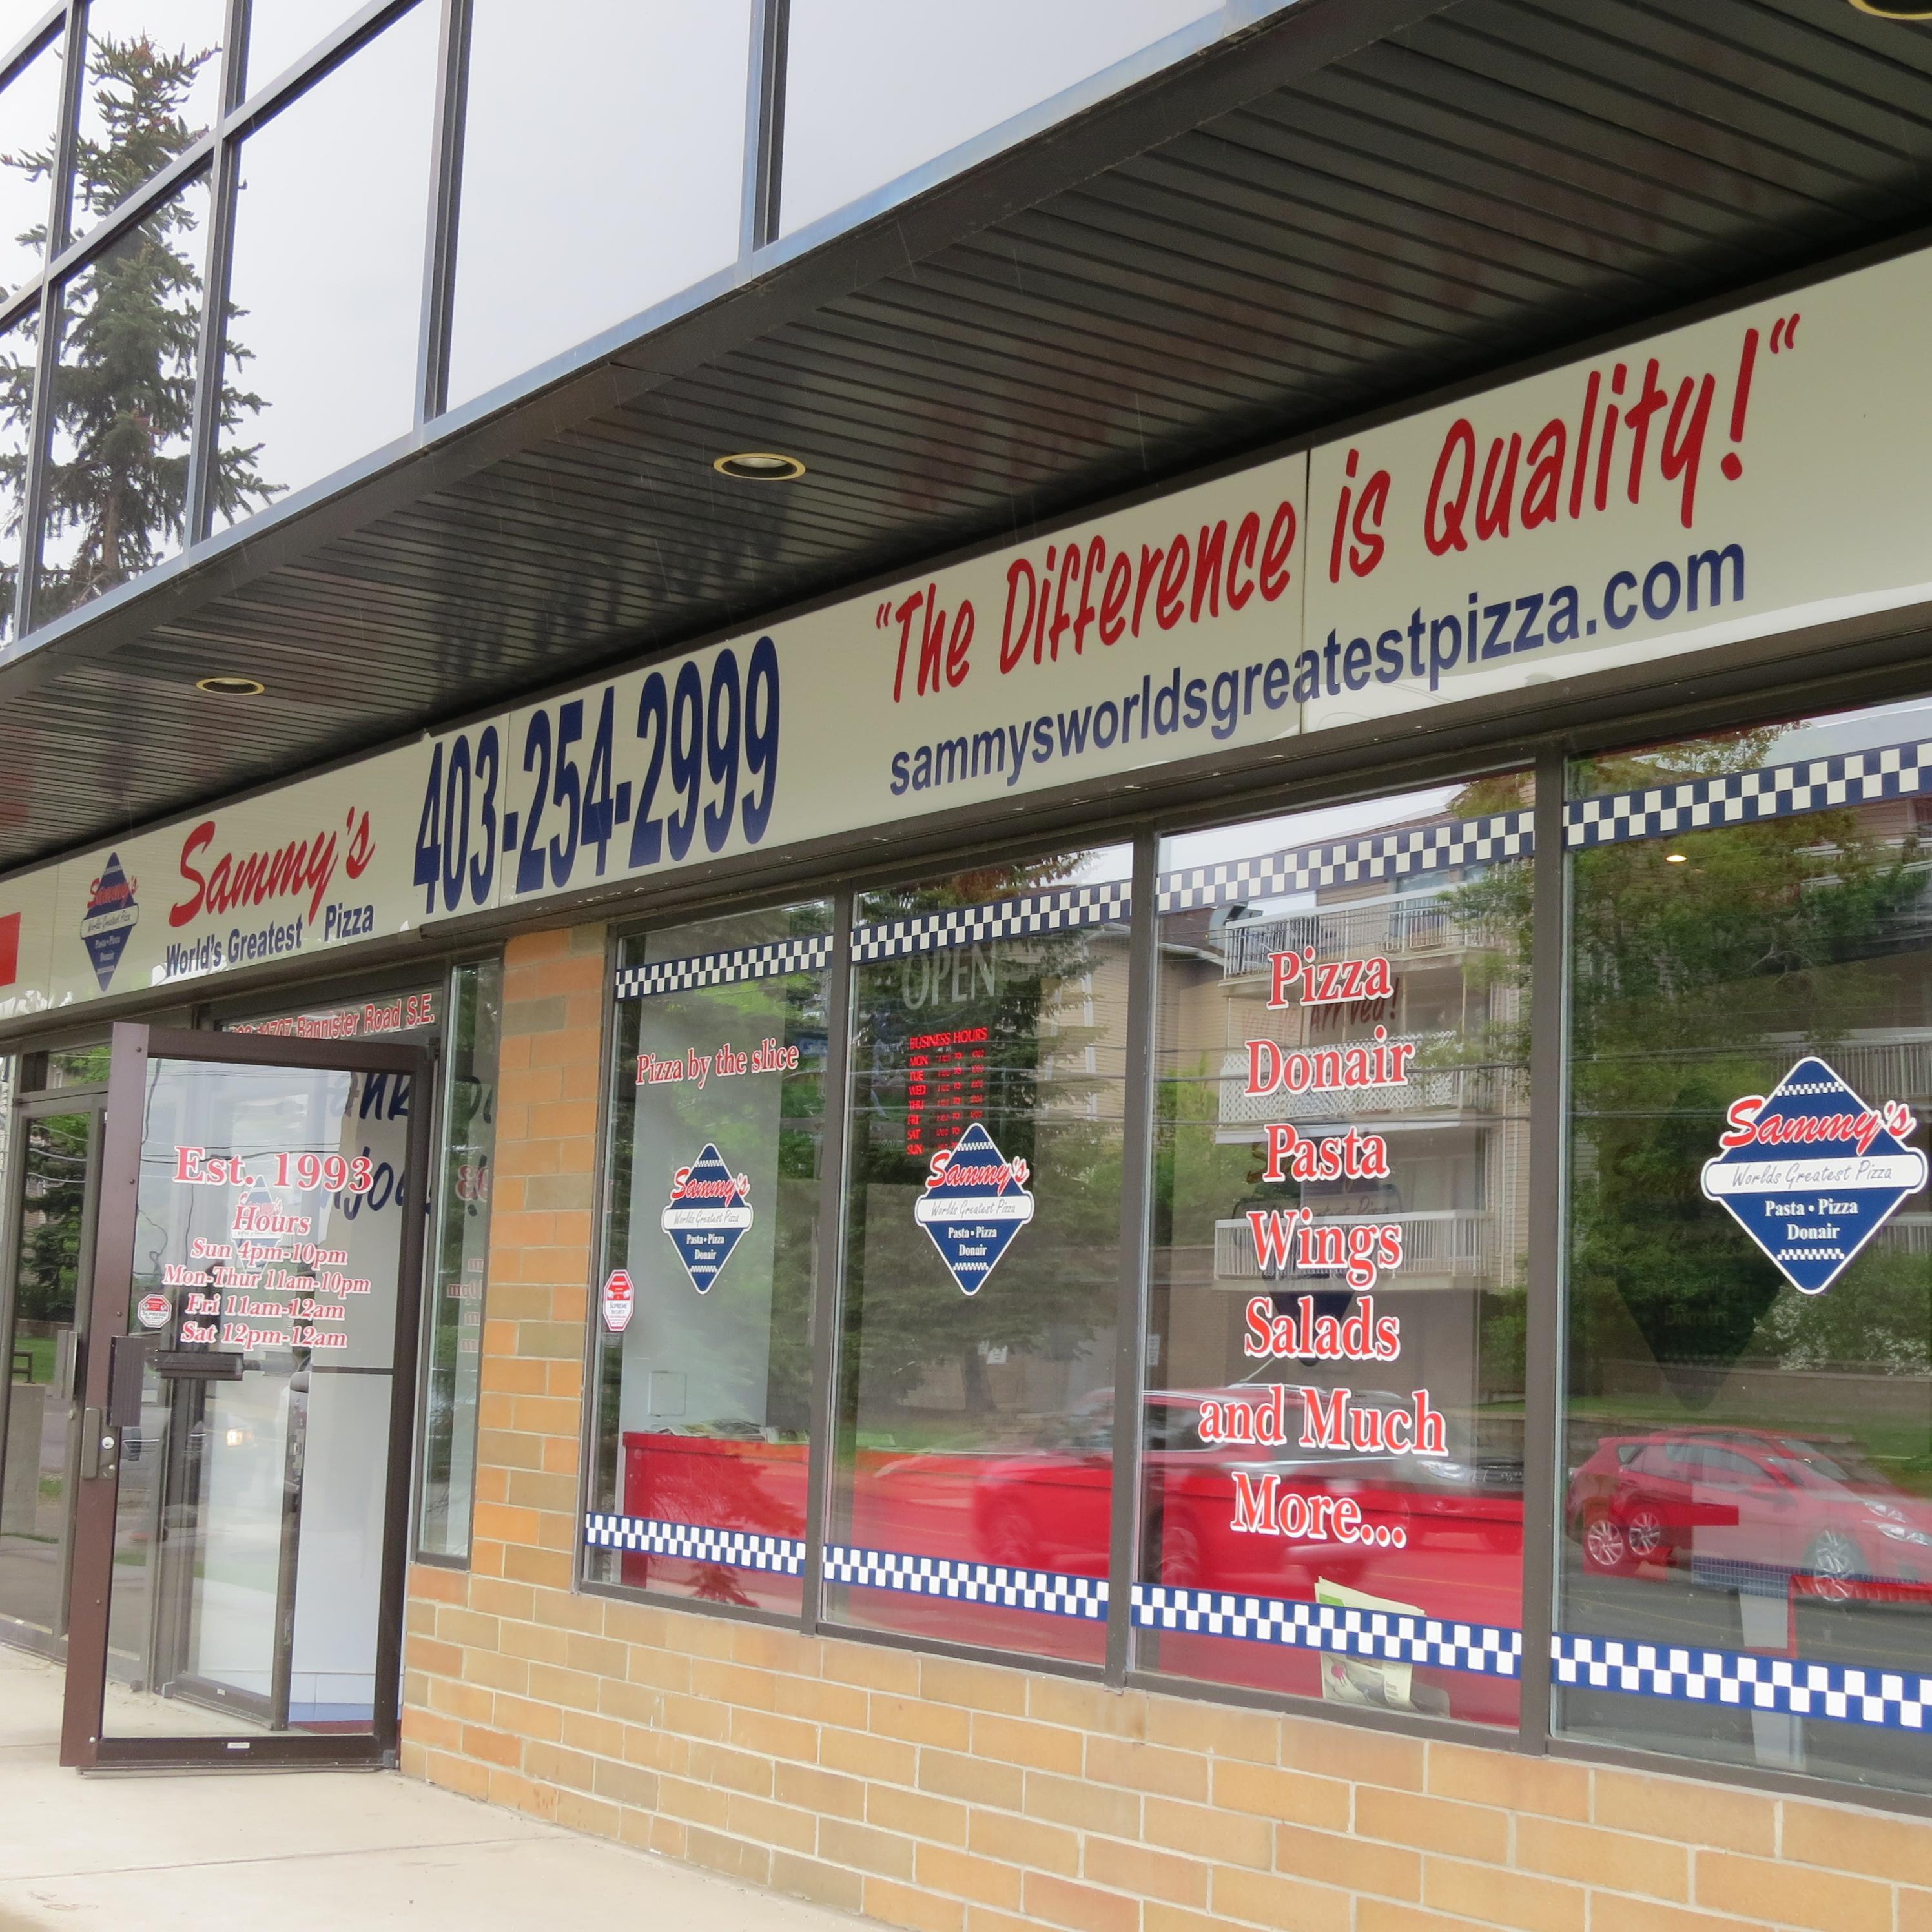 "The Difference is Quality!"
sammysworldsgreatestpizza.com
403-254-2999
Sammy's
World's Greatest Pizza
Sammy's
World's Greatest Pizza
Pasta • Pizza
Donair
Bannister Road S.E.
Est. 1993
Hours
Sun 4pm-10pm
Mon-Thur 11am-10pm
Fri 11am-12am
Sat 12pm-12am
Pizza by the slice
Sammy's
Worlds Greatest Pizza
Pasta • Pizza
Donair
OPEN
BUSINESS HOURS
MON
TUE
WED
THU
FRI
SAT
SUN
Sammy's
Worlds Greatest Pizza
Pasta • Pizza
Donair
Arrived!
Pizza
Donair
Pasta
Wings
Salads
and Much
More...
Sammy's
Worlds Greatest Pizza
Pasta • Pizza
Donair